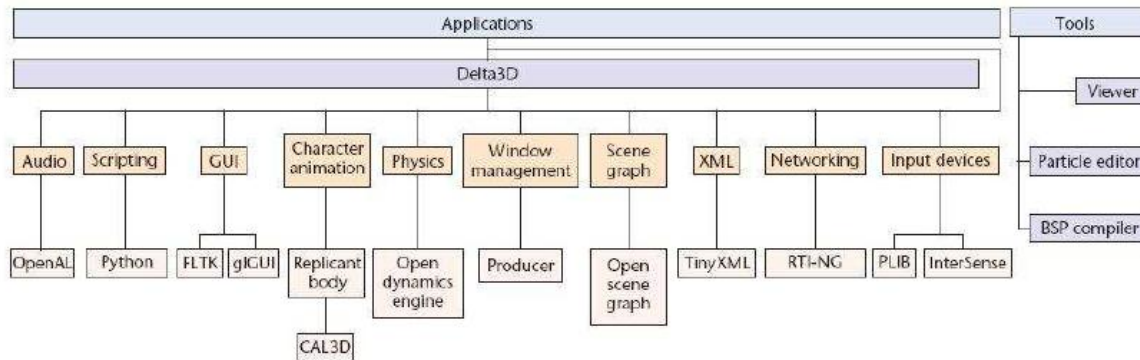 Applications
Tools
Delta3D
Viewer
Audio
Scripting
GUI
Character
animation
Physics
Window
management
Scene
graph
XML
Networking
Input devices
Particle editor
BSP compiler
OpenAL
Python
FLTK
glGUI
Replicant
body
Open
dynamics
engine
Producer
Open
scene
graph
TinyXML
RTI-NG
PLIB
InterSense
CAL3D